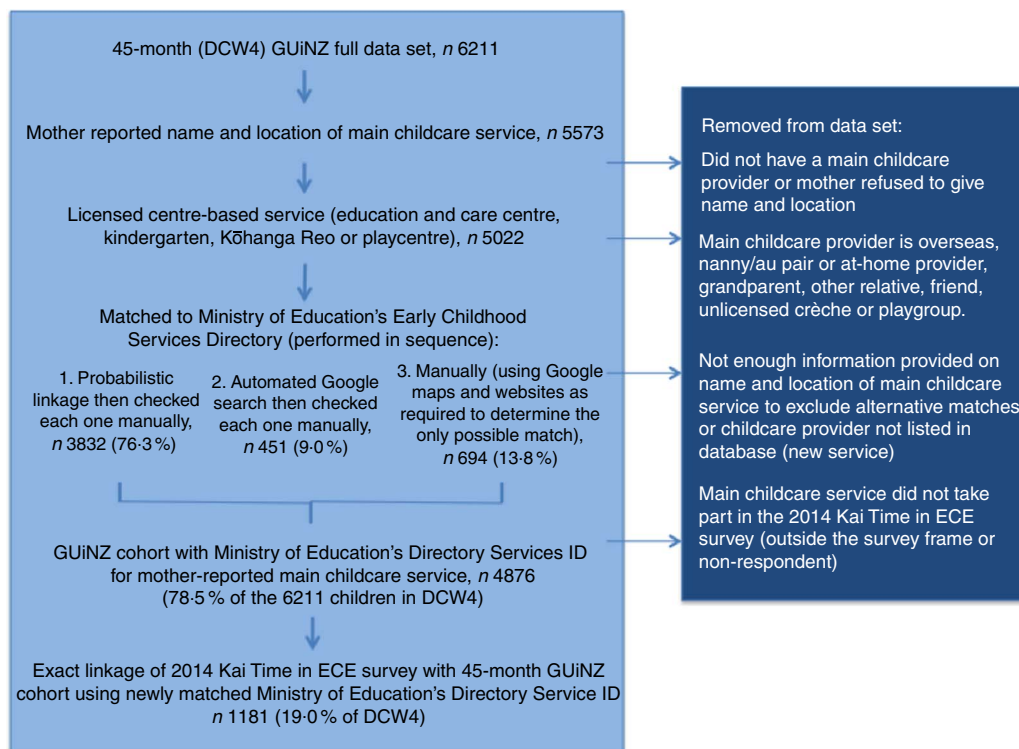 45-month (DCW4) GUiNZ full data set, n 6211
Mother reported name and location of main childcare service, n 5573
Licensed centre-based service (education and care centre,
kindergarten, Kōhanga Reo or playcentre), n 5022
Matched to Ministry of Education's Early Childhood
Services Directory (performed in sequence):
1. Probabilistic
linkage then checked
each one manually,
n 3832 (76·3 %)
2. Automated Google
search then checked
each one manually,
n 451 (9·0 %)
3. Manually (using Google
maps and websites as
required to determine the
only possible match),
n 694 (13·8 %)
GUiNZ cohort with Ministry of Education's Directory Services ID
for mother-reported main childcare service, n 4876
(78·5 % of the 6211 children in DCW4)
Exact linkage of 2014 Kai Time in ECE survey with 45-month GUiNZ
cohort using newly matched Ministry of Education's Directory Service ID
n 1181 (19·0 % of DCW4)
Removed from data set:
Did not have a main childcare
provider or mother refused to give
name and location
Main childcare provider is overseas,
nanny/au pair or at-home provider,
grandparent, other relative, friend,
unlicensed crèche or playgroup.
Not enough information provided on
name and location of main childcare
service to exclude alternative matches
or childcare provider not listed in
database (new service)
Main childcare service did not take
part in the 2014 Kai Time in ECE
survey (outside the survey frame or
non-respondent)